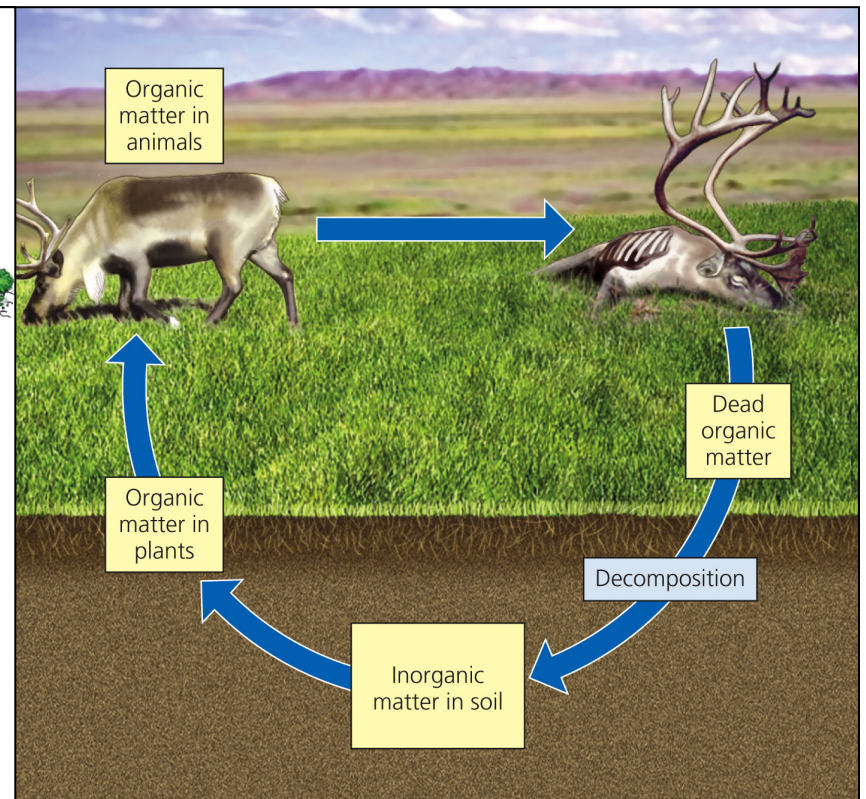 Organic
matter in
animals
Dead
organic
matter
Organic
matter in
plants
Decomposition
Inorganic
matter in soil